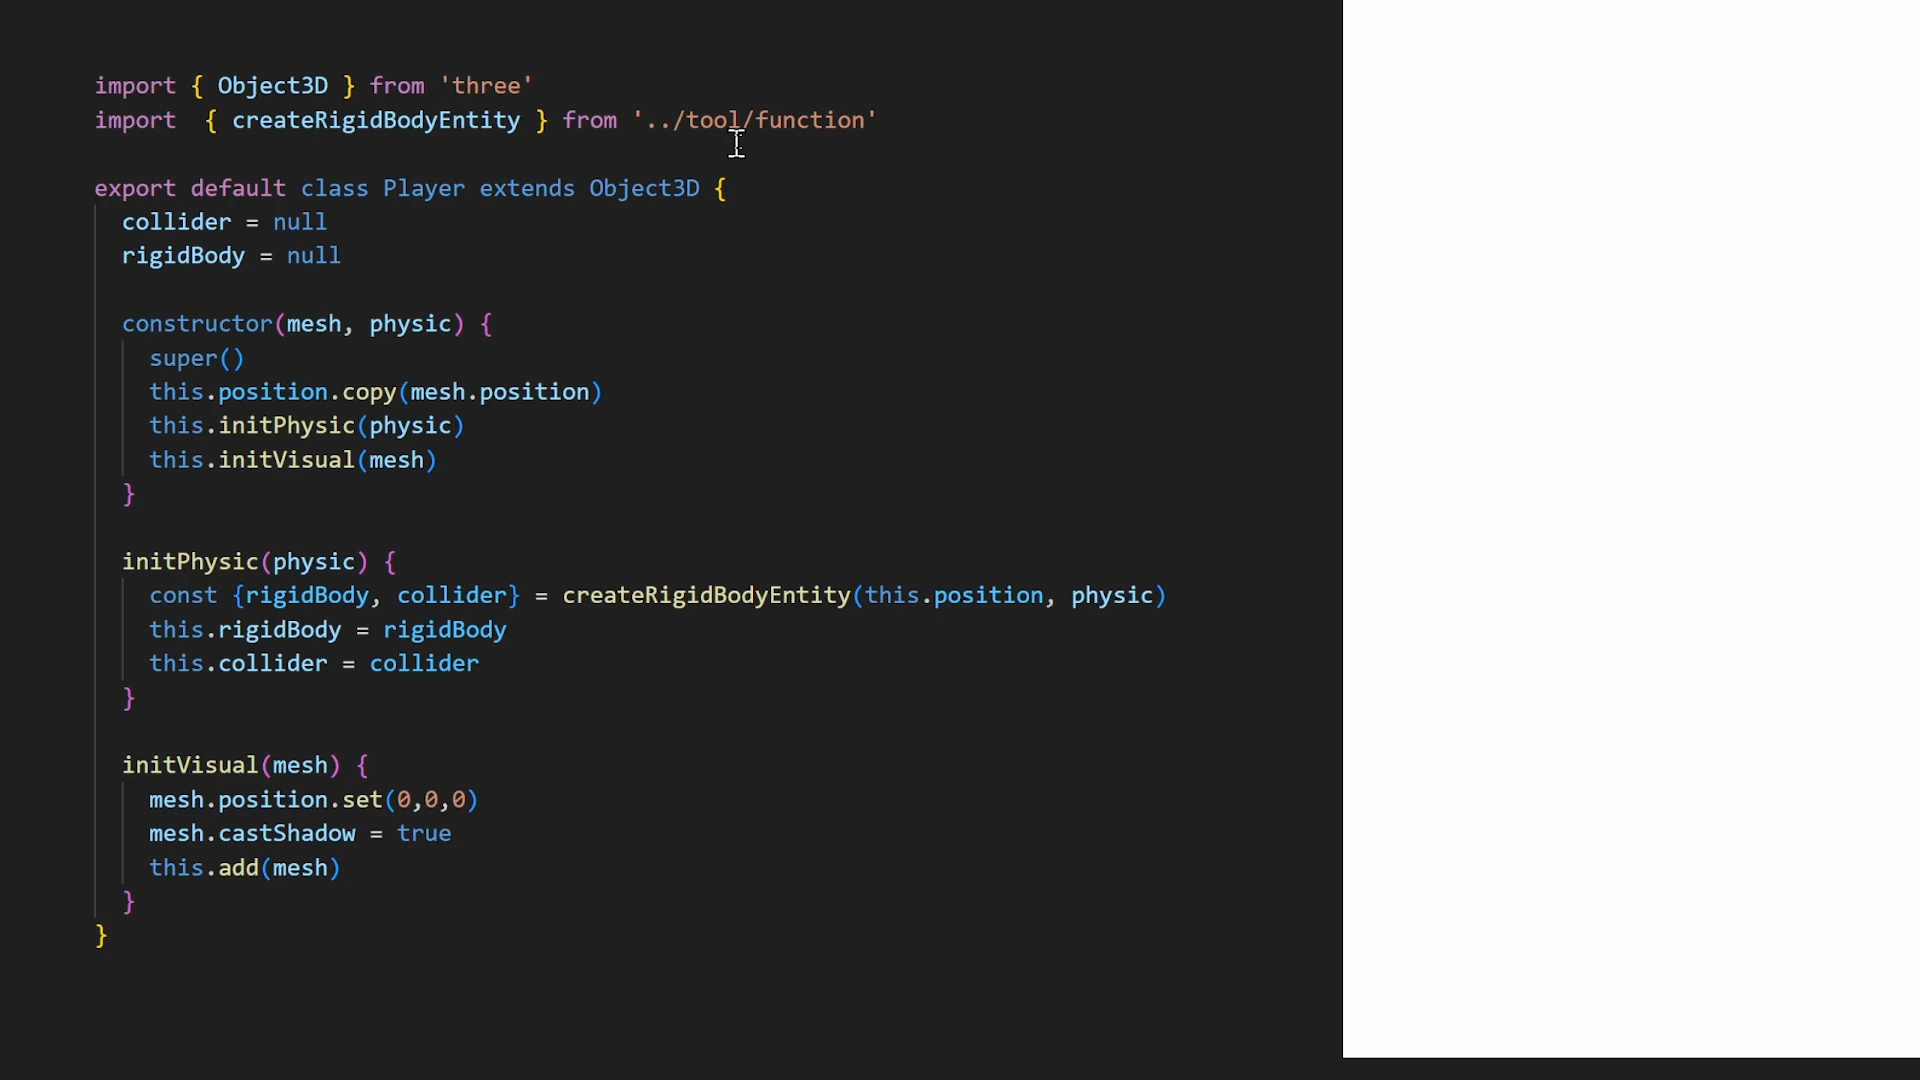 import { Object3D } from 'three'
import  { createRigidBodyEntity } from '../tool/function'
export default class Player extends Object3D {
  collider = null
  rigidBody = null
  constructor(mesh, physic) {
    super()
    this.position.copy(mesh.position)
    this.initPhysic(physic)
    this.initVisual(mesh)
  }
  initPhysic(physic) {
    const {rigidBody, collider} = createRigidBodyEntity(this.position, physic)
    this.rigidBody = rigidBody
    this.collider = collider
  }
  initVisual(mesh) {
    mesh.position.set(0,0,0)
    mesh.castShadow = true
    this.add(mesh)
  }
}